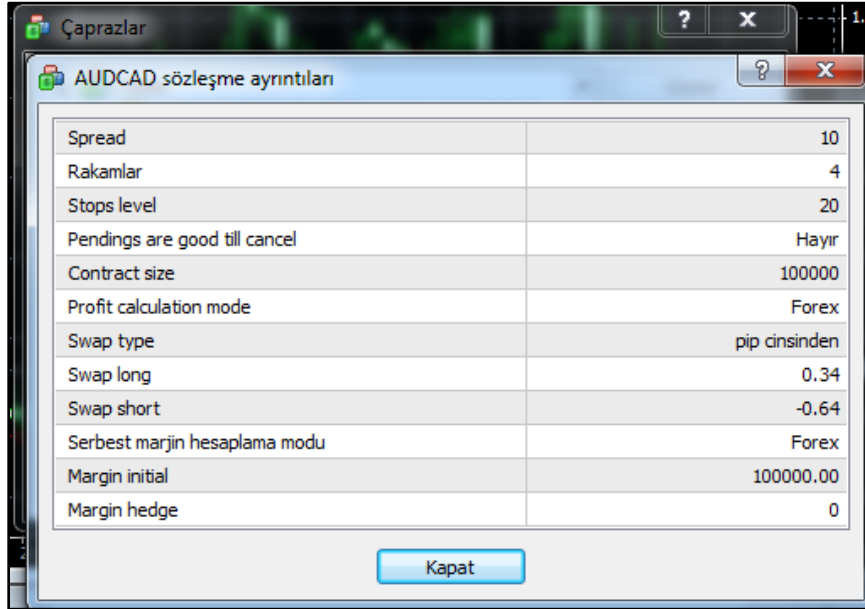 Çaprazlar
1.
AUDCAD sözleşme ayrıntıları
Spread 10
Rakamlar 4
Stops level 20
Pendings are good till cancel Hayır
Contract size 100000
Profit calculation mode Forex
Swap type pip cinsinden
Swap long 0.34
Swap short -0.64
Serbest marjin hesaplama modu Forex
Margin initial 100000.00
Margin hedge 0
Kapat